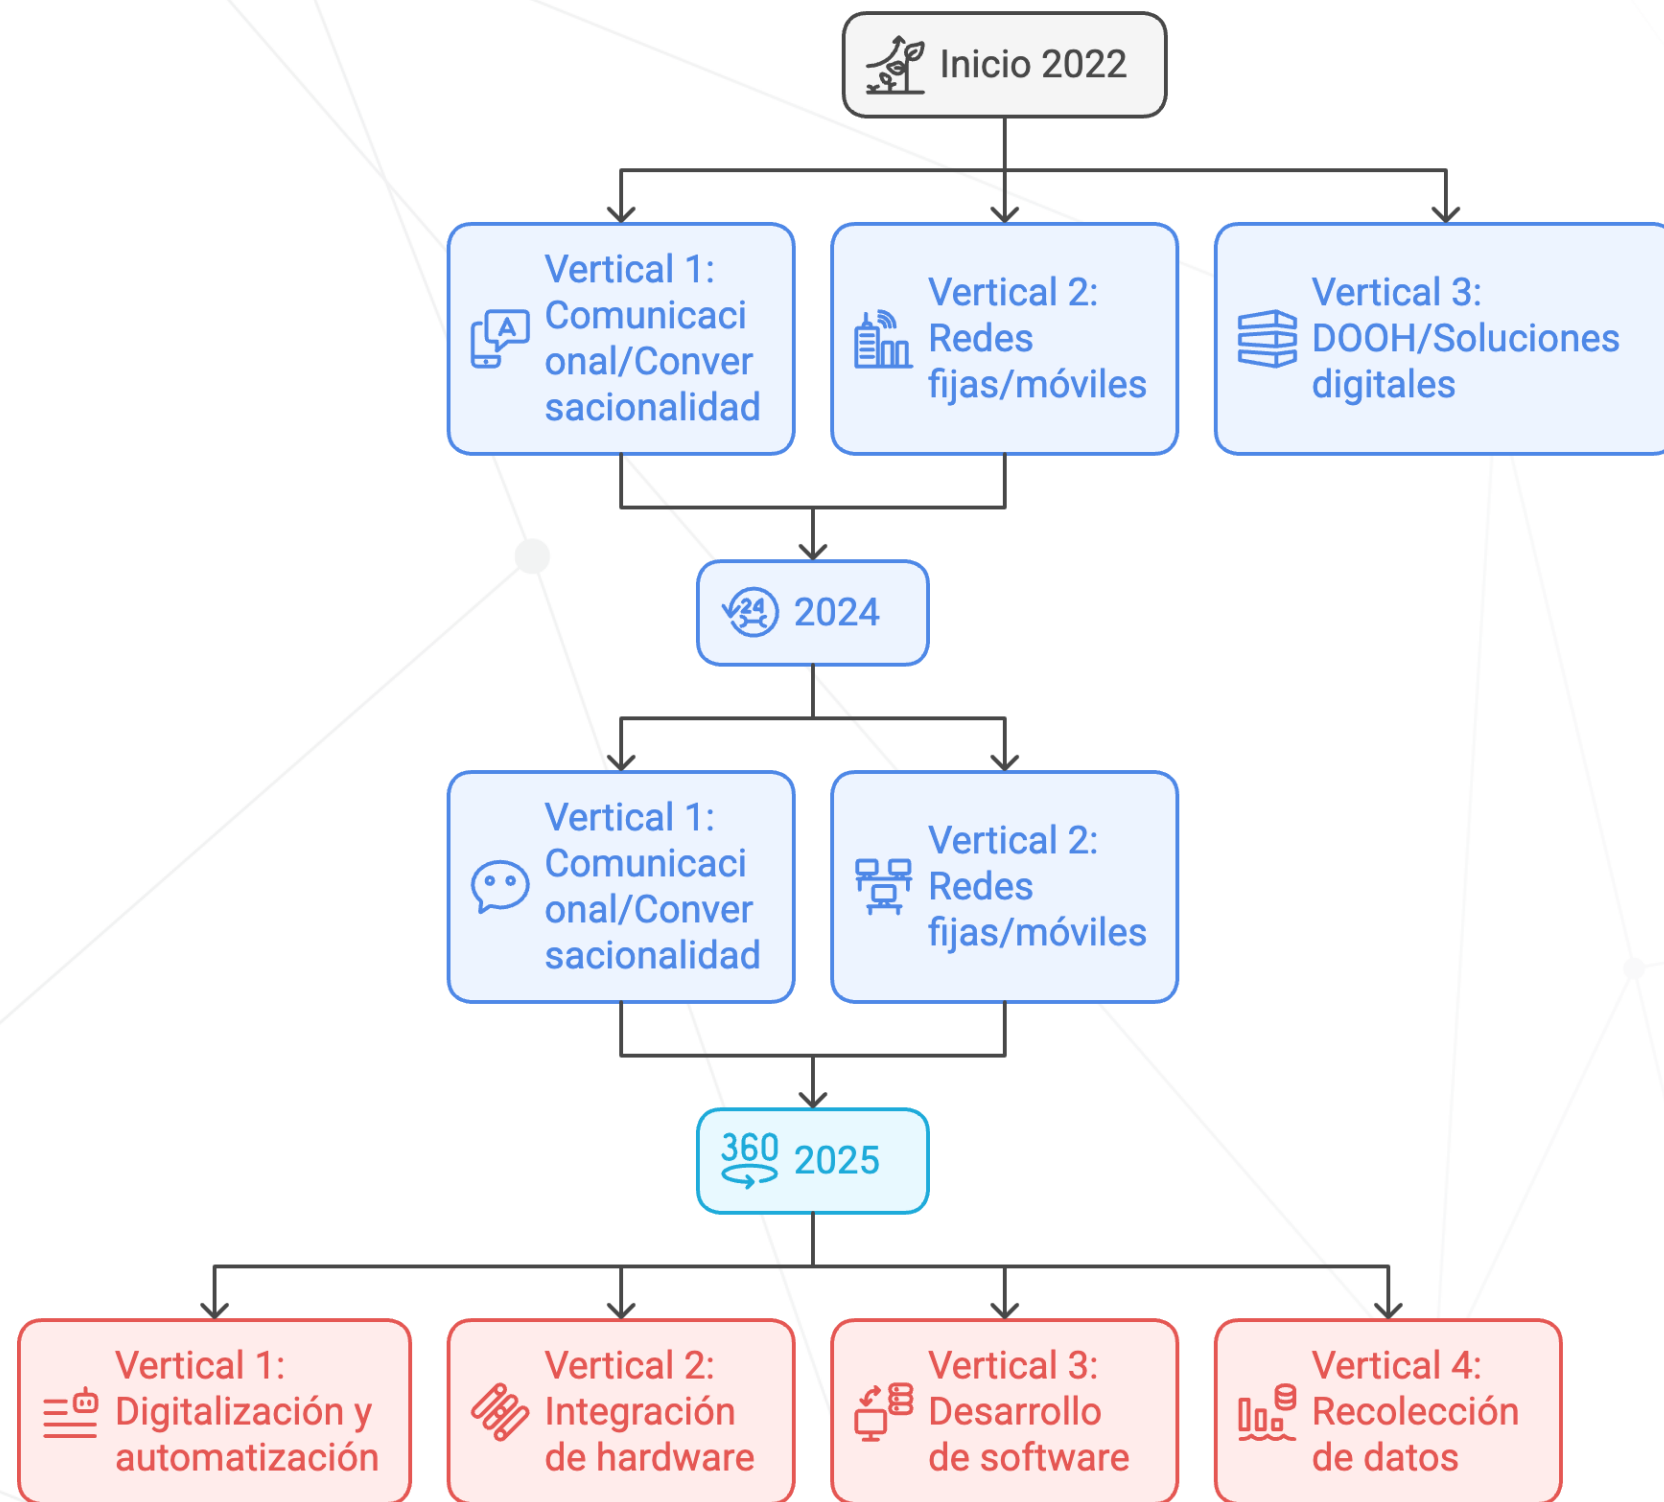 Inicio 2022
Vertical 1:
Comunicaci
onal/Conver
sacionalidad
Vertical 2:
Redes
fijas/móviles
Vertical 3:
DOOH/Soluciones
digitales
24
2024
Vertical 1:
Comunicaci
onal/Conver
sacionalidad
Vertical 2:
Redes
fijas/móviles
360
2025
Vertical 1:
Digitalización y
automatización
Vertical 2:
Integración
de hardware
Vertical 3:
Desarrollo
de software
Vertical 4:
Recolección
de datos